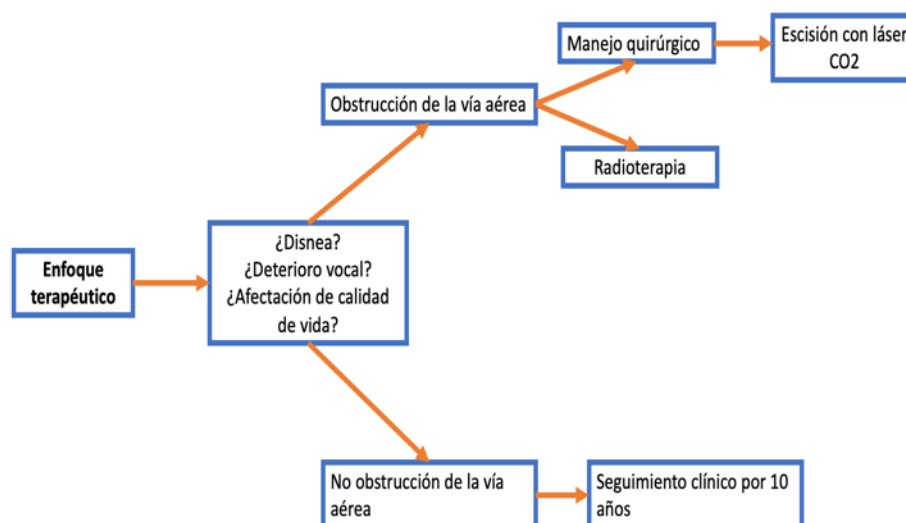 Enfoque
terapéutico
¿Disnea?
¿Deterioro vocal?
¿Afectación de calidad
de vida?
Obstrucción de la vía aérea
Manejo quirúrgico
Escisión con láser
CO2
Radioterapia
No obstrucción de la vía
aérea
Seguimiento clínico por 10
años